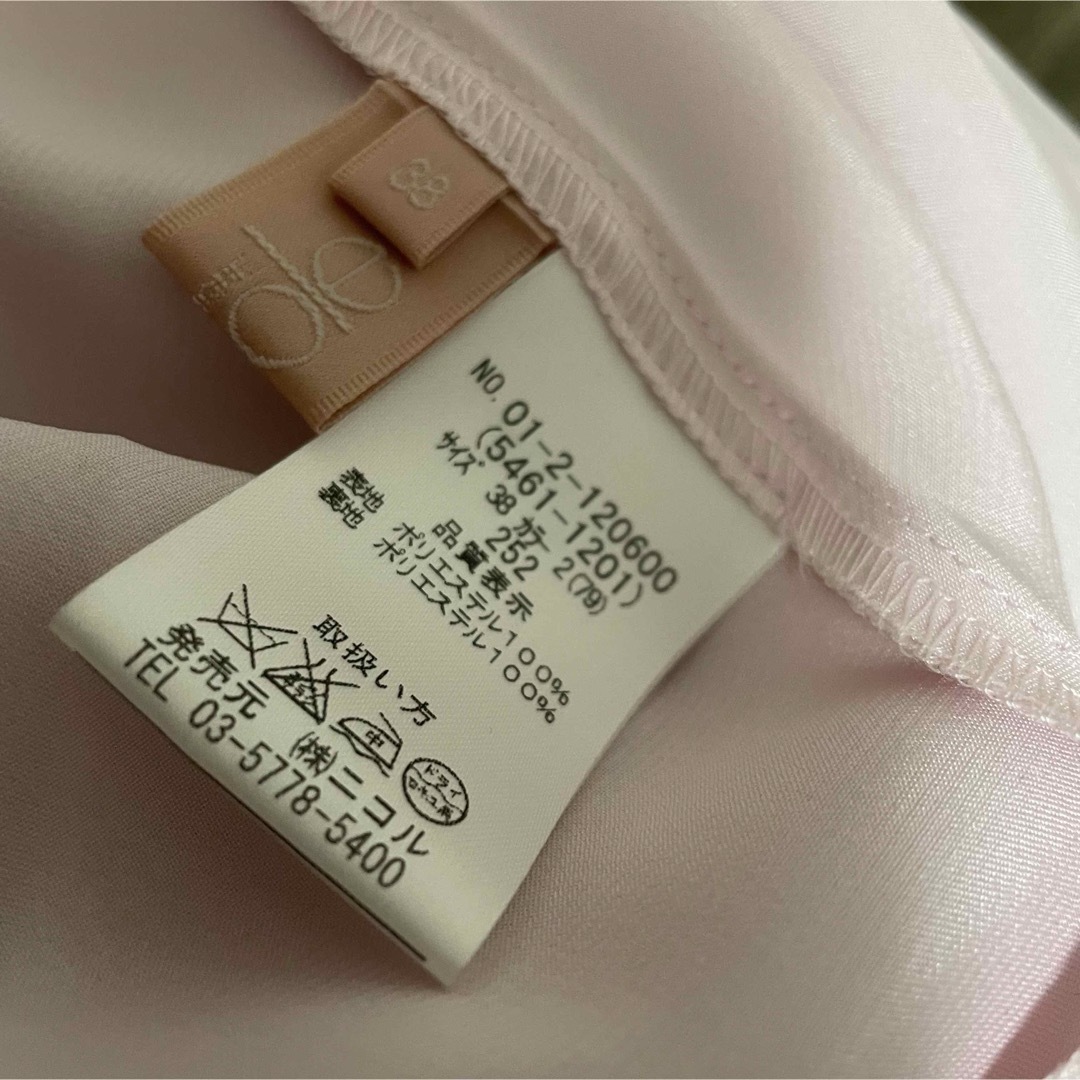 38
NO. 01-2-120600
(5461-1201)
サイズ 38 カラー 2(79)
252
品質表示
表地 ポリエステル100%
裏地 ポリエステル100%
取扱い方
中
ドライ
発売元 (株)ニコル
TEL 03-5778-5400